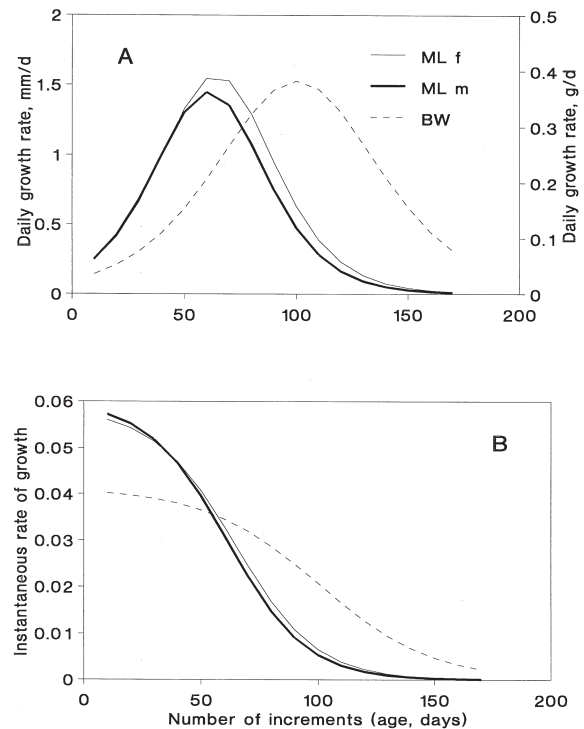 2
1.5
1
0.5
0
Daily growth rate, mm/d
A
ML f
ML m
BW
0.5
0.4
0.3
0.2
0.1
0
Daily growth rate, g/d
0 50 100 150 200
0.06
0.05
0.04
0.03
0.02
0.01
0
Instantaneous rate of growth
B
0 50 100 150 200
Number of increments (age, days)